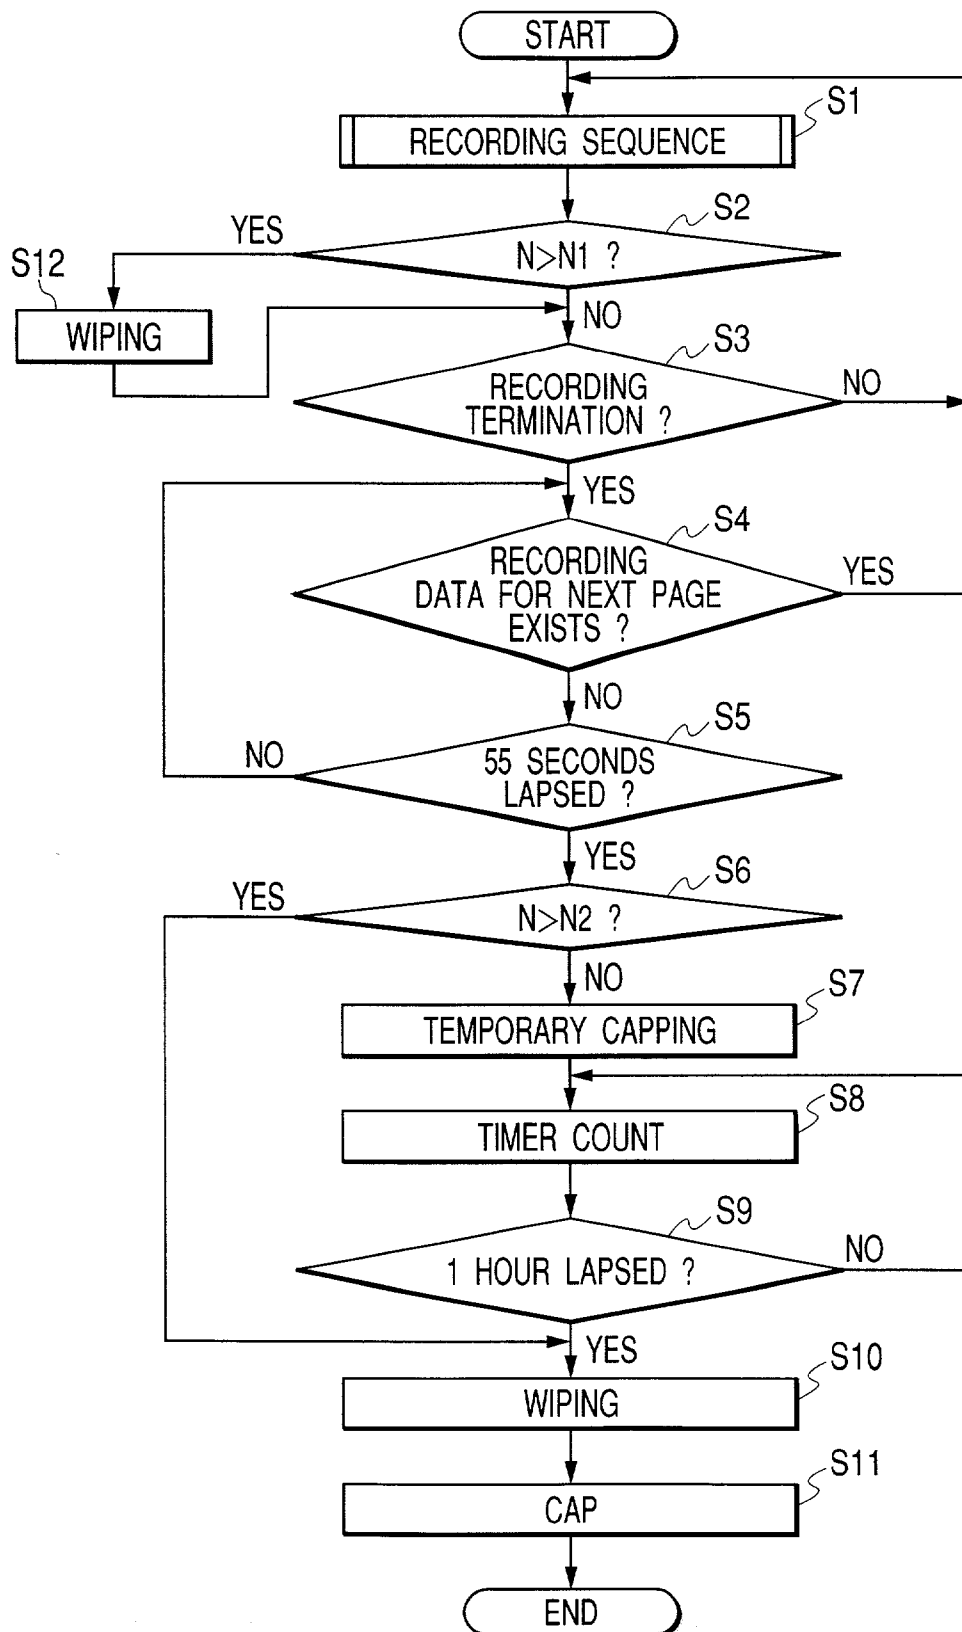 START
S1
RECORDING SEQUENCE
S2
YES
N>N1 ?
S12
WIPING
NO
S3
RECORDING
TERMINATION ?
NO
YES
S4
RECORDING
DATA FOR NEXT PAGE
EXISTS ?
YES
NO
S5
NO
55 SECONDS
LAPSED ?
YES
S6
YES
N>N2 ?
NO
S7
TEMPORARY CAPPING
S8
TIMER COUNT
S9
1 HOUR LAPSED ?
NO
YES
S10
WIPING
S11
CAP
END